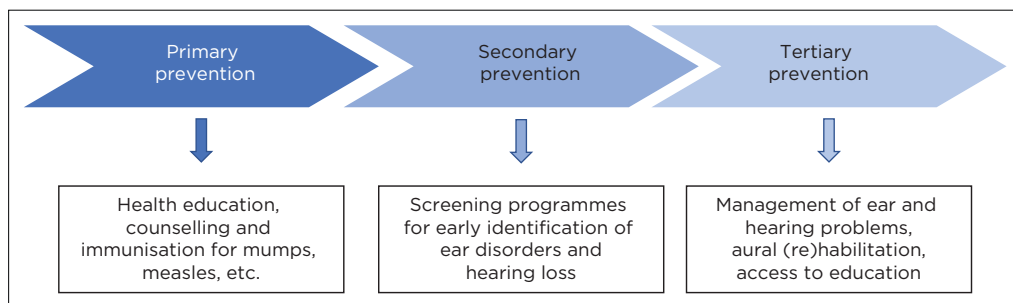 Primary
prevention
Secondary
prevention
Tertiary
prevention
Health education,
counselling and
immunisation for mumps,
measles, etc.
Screening programmes
for early identification of
ear disorders and
hearing loss
Management of ear and
hearing problems,
aural (re)habilitation,
access to education